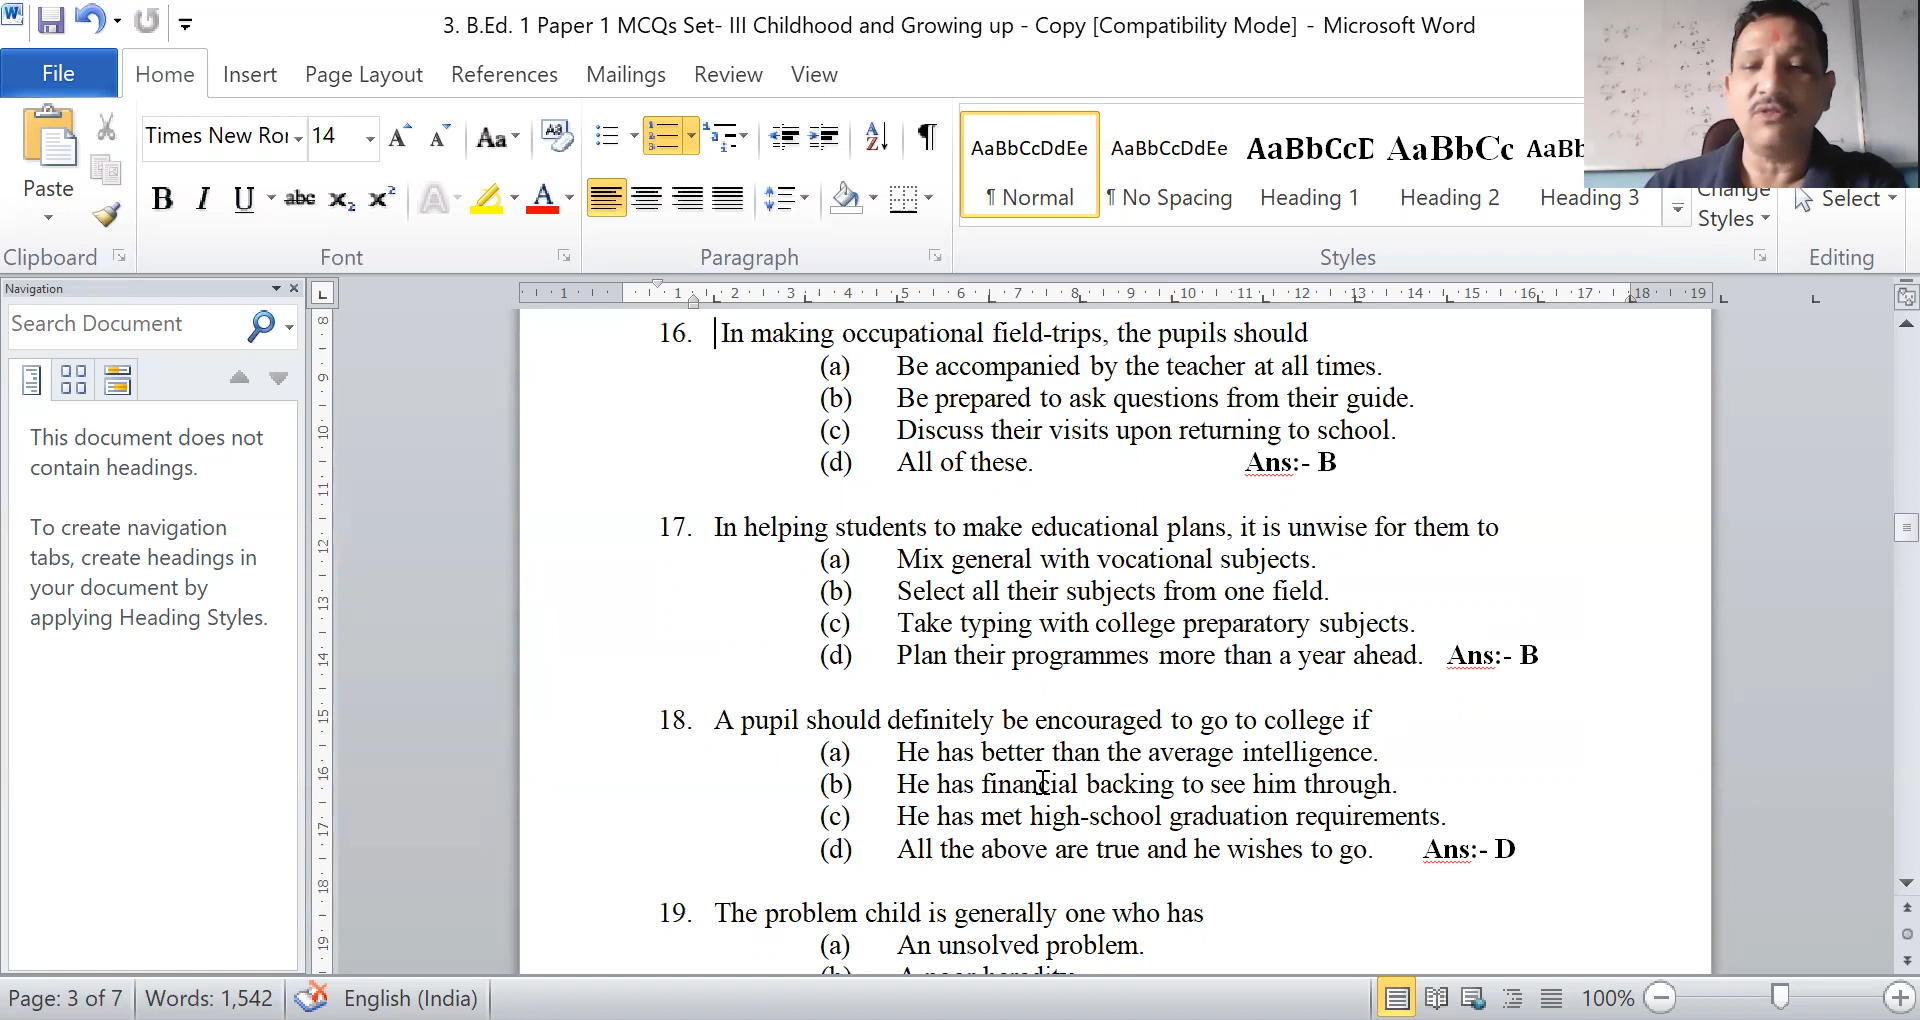 3. B.Ed. 1 Paper 1 MCQs Set- III Childhood and Growing up - Copy [Compatibility Mode] - Microsoft Word
File Home Insert Page Layout References Mailings Review View
Times New Ror 14
AaBbCcDdEe AaBbCcDdEe AaBbCcD AaBbCc AaBb
Paste
¶ Normal ¶ No Spacing Heading 1 Heading 2 Heading 3 Change Styles Select
Clipboard Font Paragraph Styles Editing
Navigation
Search Document
This document does not
contain headings.
To create navigation
tabs, create headings in
your document by
applying Heading Styles.
16. In making occupational field-trips, the pupils should
(a) Be accompanied by the teacher at all times.
(b) Be prepared to ask questions from their guide.
(c) Discuss their visits upon returning to school.
(d) All of these. Ans:- B
17. In helping students to make educational plans, it is unwise for them to
(a) Mix general with vocational subjects.
(b) Select all their subjects from one field.
(c) Take typing with college preparatory subjects.
(d) Plan their programmes more than a year ahead. Ans:- B
18. A pupil should definitely be encouraged to go to college if
(a) He has better than the average intelligence.
(b) He has financial backing to see him through.
(c) He has met high-school graduation requirements.
(d) All the above are true and he wishes to go. Ans:- D
19. The problem child is generally one who has
(a) An unsolved problem.
Page: 3 of 7 Words: 1,542 English (India) 100%